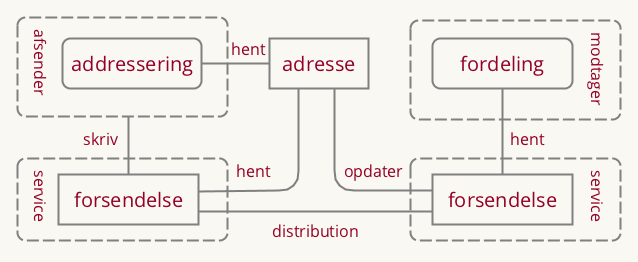 afsender
addressering
hent
adresse
fordeling
modtager
skriv
hent
service
forsendelse
hent
opdater
forsendelse
service
distribution